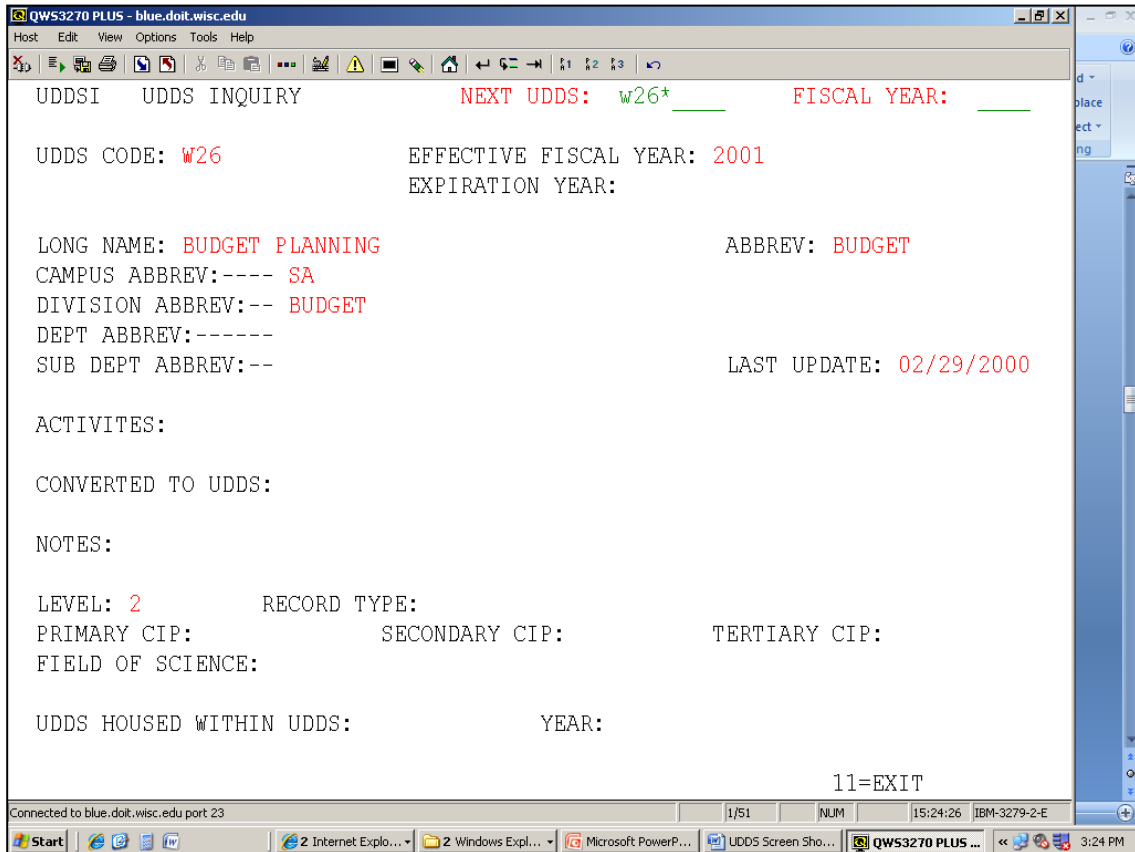 QWS3270 PLUS - blue.doit.wisc.edu
Host Edit View Options Tools Help
UDDSI UDDS INQUIRY NEXT UDDS: w26*____ FISCAL YEAR: ____
UDDS CODE: W26 EFFECTIVE FISCAL YEAR: 2001
EXPIRATION YEAR:
LONG NAME: BUDGET PLANNING ABBREV: BUDGET
CAMPUS ABBREV:---- SA
DIVISION ABBREV:-- BUDGET
DEPT ABBREV:------
SUB DEPT ABBREV:-- LAST UPDATE: 02/29/2000
ACTIVITES:
CONVERTED TO UDDS:
NOTES:
LEVEL: 2 RECORD TYPE:
PRIMARY CIP: SECONDARY CIP: TERTIARY CIP:
FIELD OF SCIENCE:
UDDS HOUSED WITHIN UDDS: YEAR:
11=EXIT
Connected to blue.doit.wisc.edu port 23 1/51 NUM 15:24:26 IBM-3279-2-E
Start 2 Internet Explo... 2 Windows Expl... Microsoft PowerP... UDDS Screen Sho... QWS3270 PLUS ... « 3:24 PM